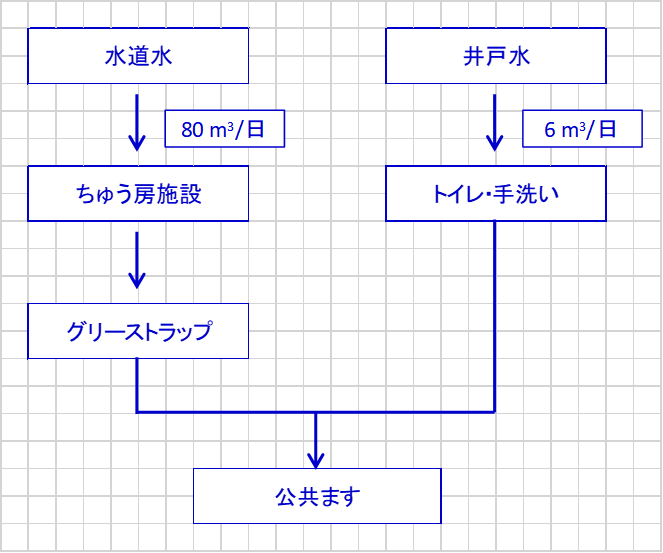 水道水
井戸水
80 m³/日
6 m³/日
ちゅう房施設
トイレ・手洗い
グリーストラップ
公共ます